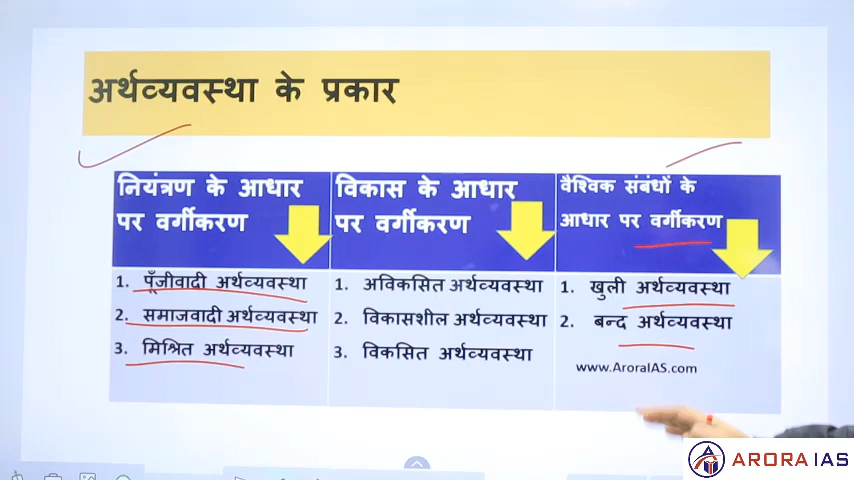 अर्थव्यवस्था के प्रकार
नियंत्रण के आधार
पर वर्गीकरण
1. पूँजीवादी अर्थव्यवस्था
2. समाजवादी अर्थव्यवस्था
3. मिश्रित अर्थव्यवस्था
विकास के आधार
पर वर्गीकरण
1. अविकसित अर्थव्यवस्था
2. विकासशील अर्थव्यवस्था
3. विकसित अर्थव्यवस्था
वैश्विक संबंधों के
आधार पर वर्गीकरण
1. खुली अर्थव्यवस्था
2. बन्द अर्थव्यवस्था
www.AroraIAS.com
ARORA IAS